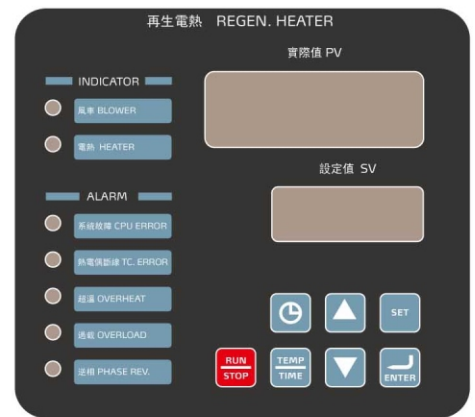 再生電熱 REGEN. HEATER
實際值 PV
INDICATOR
風車 BLOWER
電熱 HEATER
設定值 SV
ALARM
系統故障 CPU ERROR
熱電偶斷線 TC. ERROR
超溫 OVERHEAT
過載 OVERLOAD
逆相 PHASE REV.
SET
RUN
STOP
TEMP
TIME
ENTER